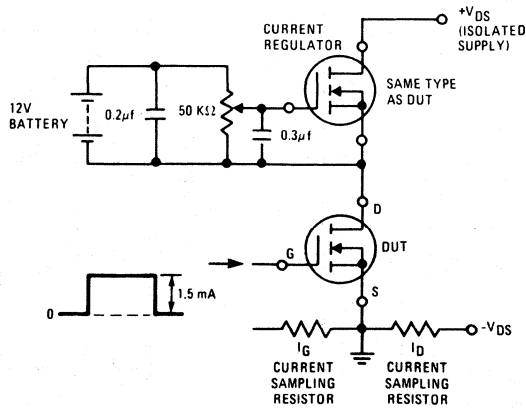 +VDS
(ISOLATED
SUPPLY)
CURRENT
REGULATOR
SAME TYPE
AS DUT
12V
BATTERY
0.2μf
50 KΩ
0.3μf
D
DUT
G
S
1.5 mA
0
-VDS
IG
CURRENT
SAMPLING
RESISTOR
ID
CURRENT
SAMPLING
RESISTOR